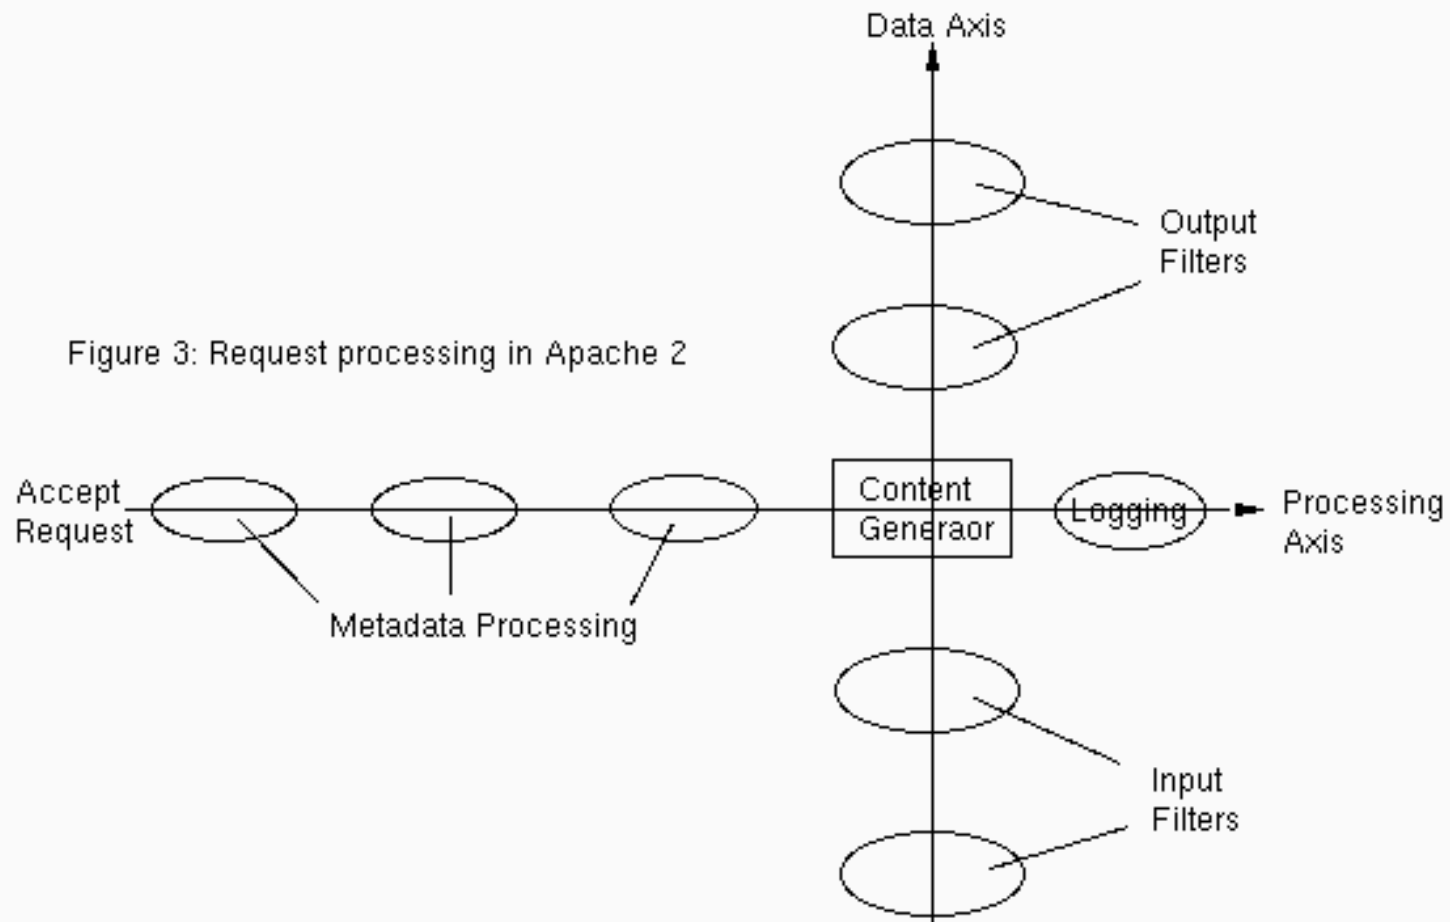 Data Axis
Output
Filters
Figure 3: Request processing in Apache 2
Accept
Request
Content
Generaor
Logging
Processing
Axis
Metadata Processing
Input
Filters